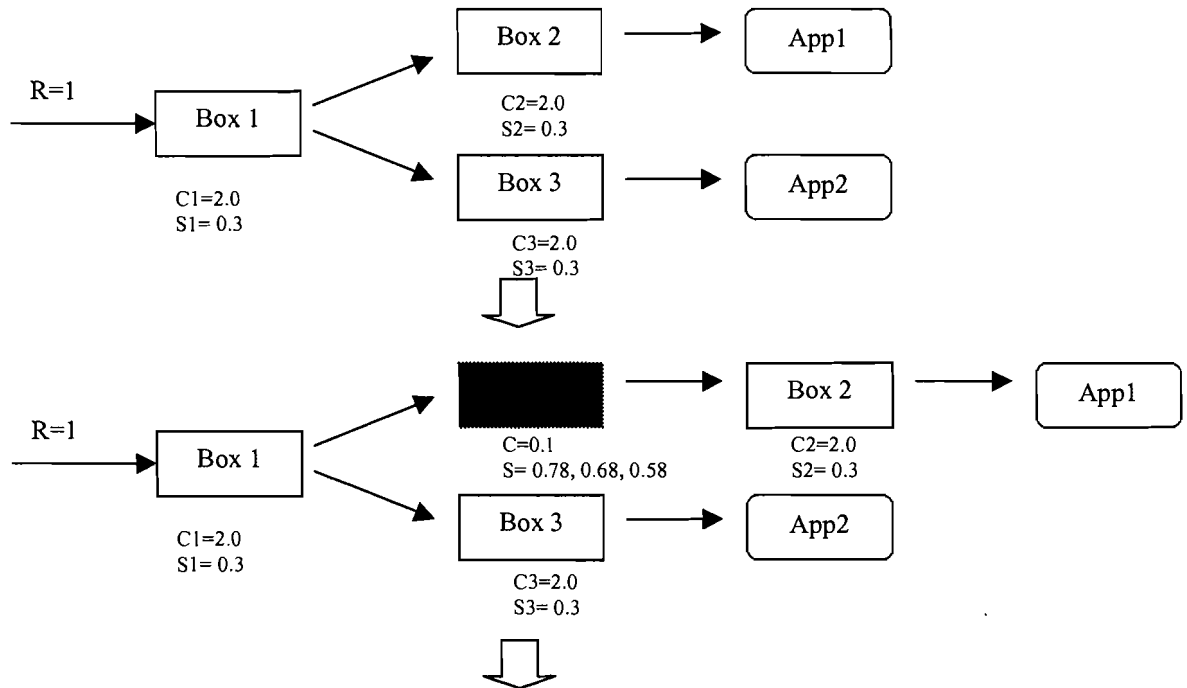 Box 2
App1
R=1
Box 1
C2=2.0
S2= 0.3
Box 3
App2
C1=2.0
S1= 0.3
C3=2.0
S3= 0.3
Box 2
App1
R=1
Box 1
C=0.1
S= 0.78, 0.68, 0.58
C2=2.0
S2= 0.3
Box 3
App2
C1=2.0
S1= 0.3
C3=2.0
S3= 0.3